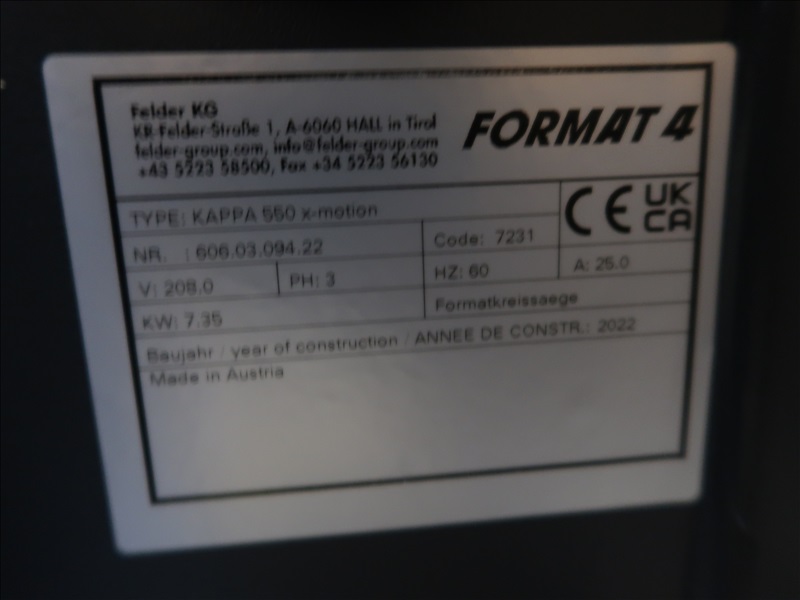 Felder KG
KR-Felder-Straße 1, A-6060 HALL in Tirol
felder-group.com, info@felder-group.com
+43 5223 58500, Fax +34 5223 56130
FORMAT 4
TYPE: KAPPA 550 x-motion
CE UK CA
NR. : 606.03.094.22
Code: 7231
V: 208.0
PH: 3
HZ: 60
A: 25.0
KW: 7.35
Formatkreissaege
Baujahr / year of construction / ANNEE DE CONSTR.: 2022
Made in Austria